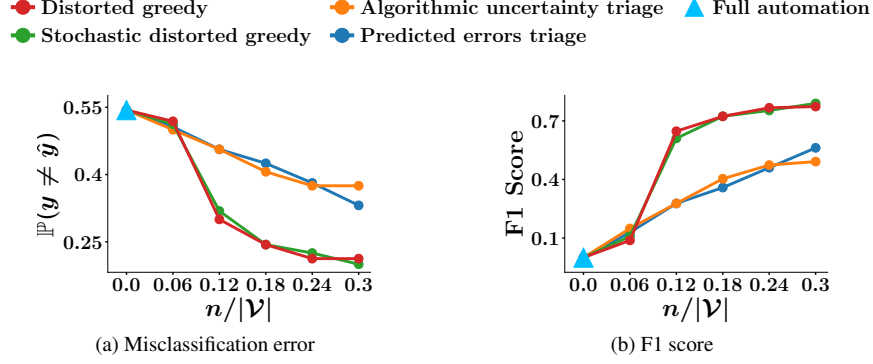 Distorted greedy Algorithmic uncertainty triage Full automation
Stochastic distorted greedy Predicted errors triage
0.55
0.4
0.25
ℙ(y ≠ ŷ)
0.0 0.06 0.12 0.18 0.24 0.3
n/|𝒱|
(a) Misclassification error
0.7
0.4
0.1
F1 Score
0.0 0.06 0.12 0.18 0.24 0.3
n/|𝒱|
(b) F1 score